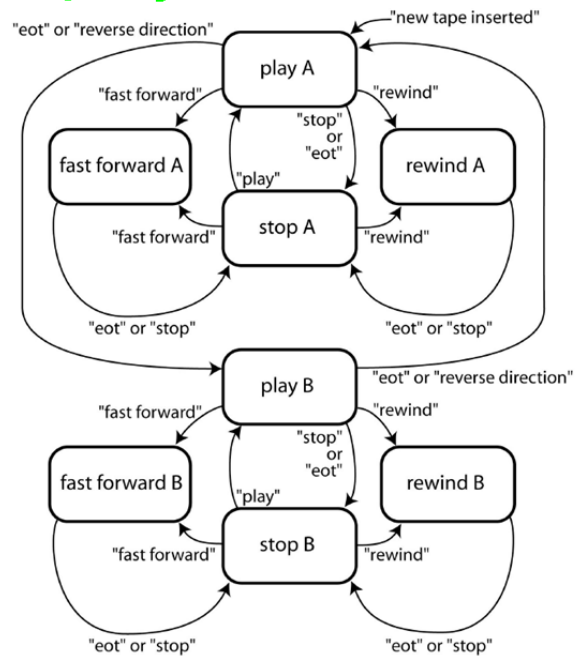 "new tape inserted"
"eot" or "reverse direction"
play A
"fast forward"
"rewind"
"stop"
or
"eot"
fast forward A
rewind A
"play"
stop A
"fast forward"
"rewind"
"eot" or "stop"
"eot" or "stop"
play B
"eot" or "reverse direction"
"fast forward"
"rewind"
"stop"
or
"eot"
fast forward B
rewind B
"play"
stop B
"fast forward"
"rewind"
"eot" or "stop"
"eot" or "stop"